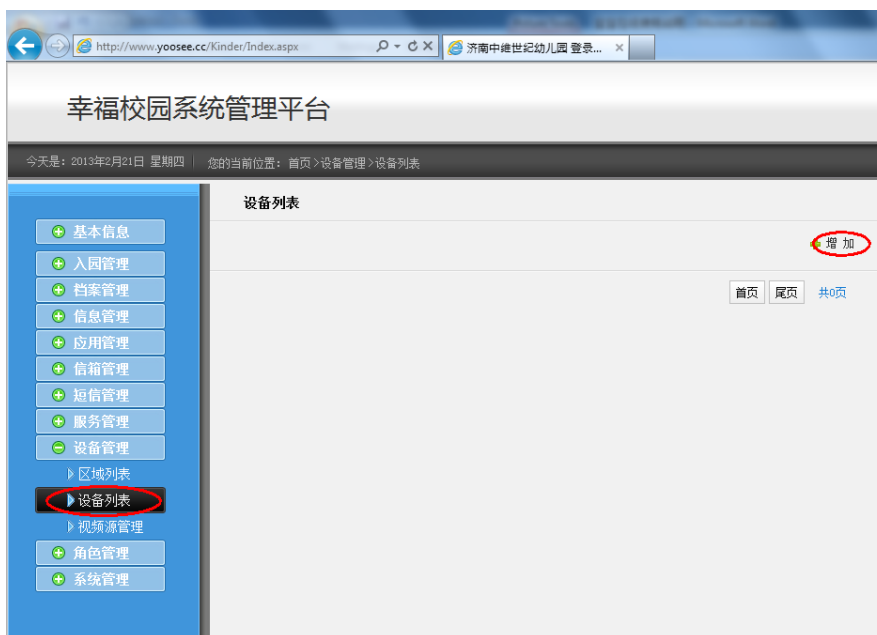 http://www.yoosee.cc/Kinder/Index.aspx
济南中维世纪幼儿园 登录...
幸福校园系统管理平台
今天是：2013年2月21日 星期四
您的当前位置：首页>设备管理>设备列表
设备列表
增 加
首页 尾页 共0页
基本信息
入园管理
档案管理
信息管理
应用管理
信箱管理
短信管理
服务管理
设备管理
区域列表
设备列表
视频源管理
角色管理
系统管理